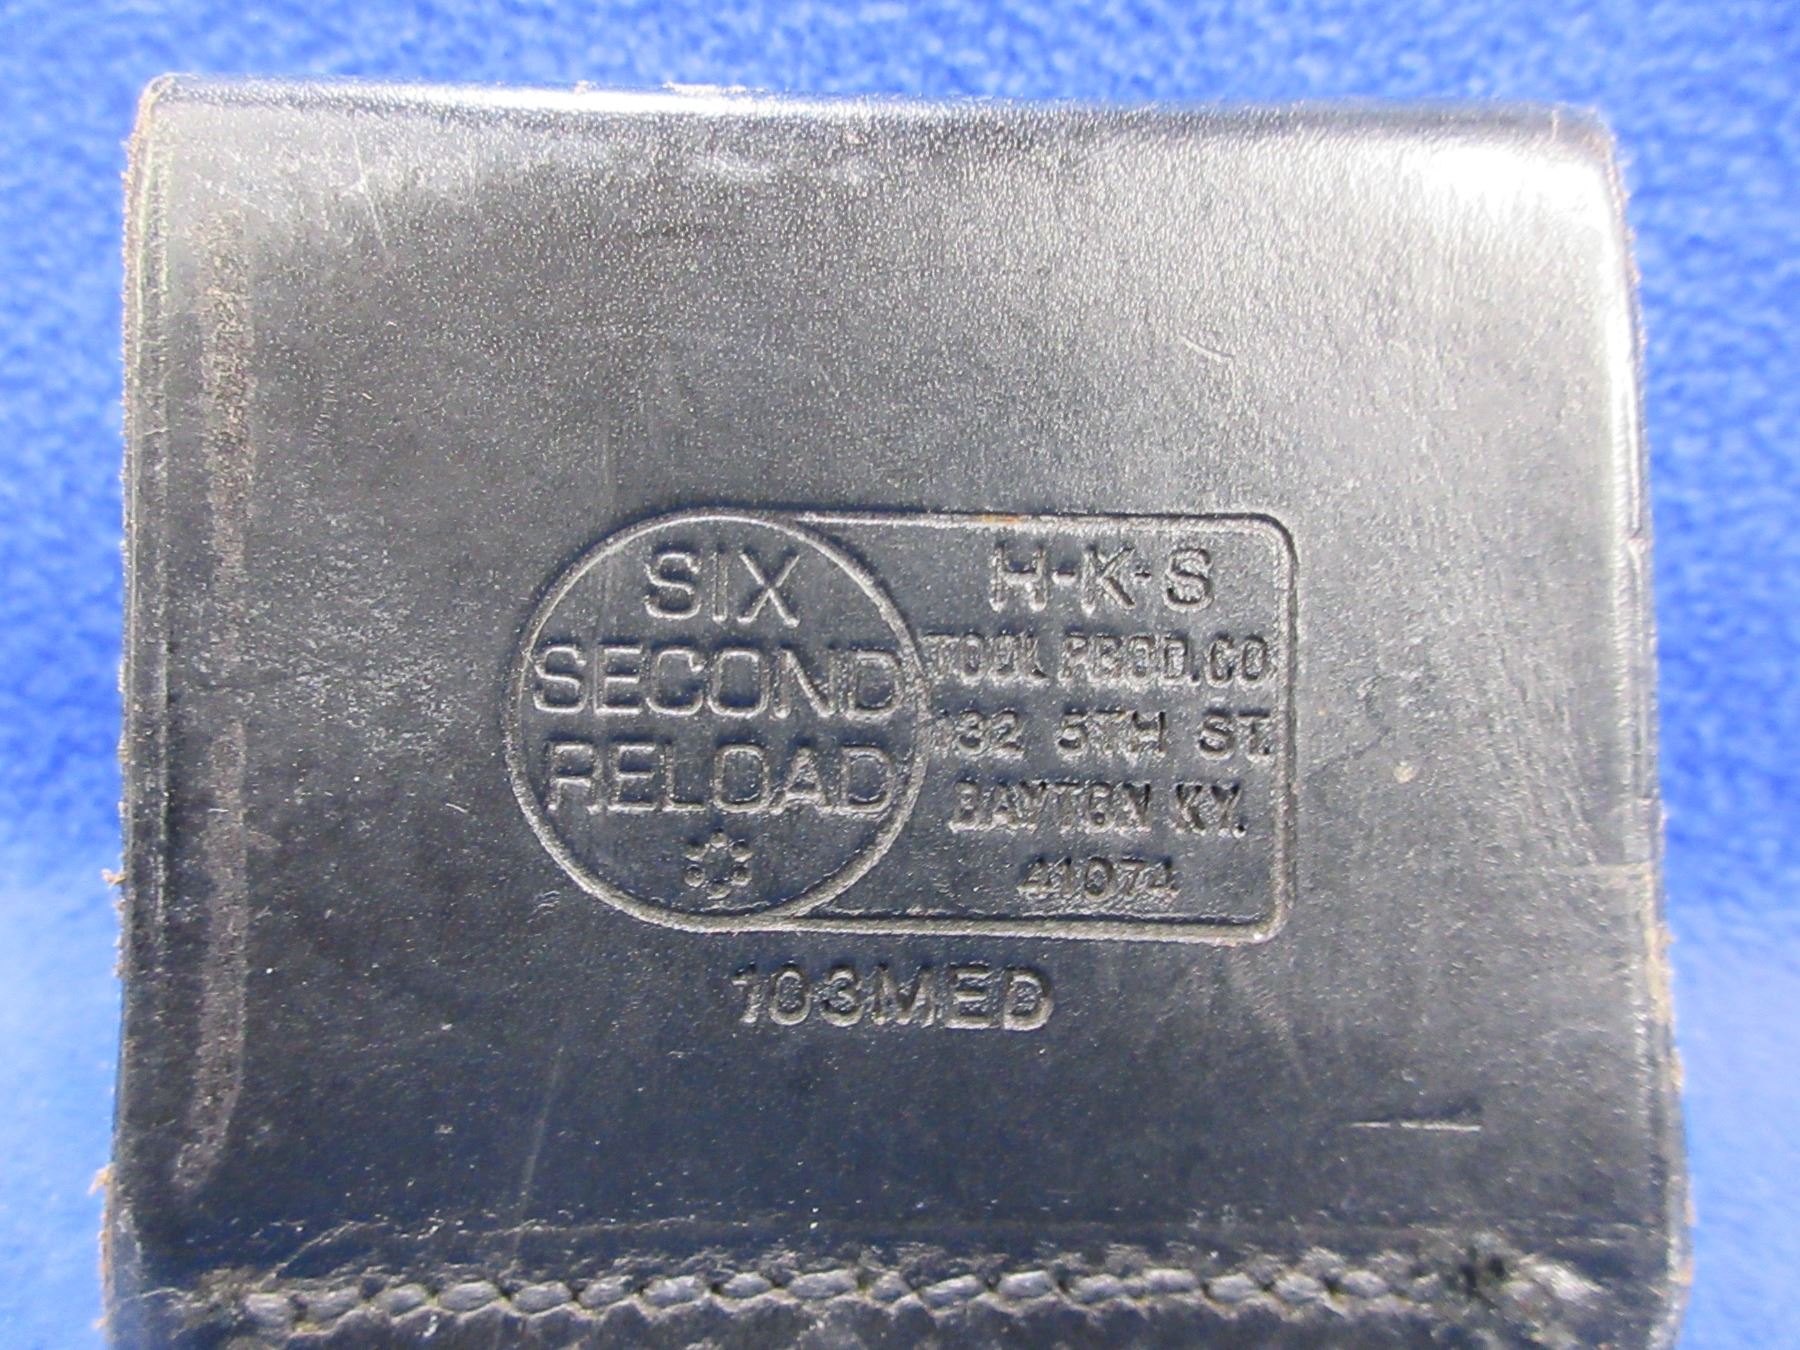 SIX
SECOND
RELOAD
H-K-S
TOOL PROD. CO
132 5TH ST.
DAYTON KY.
41074
103MED